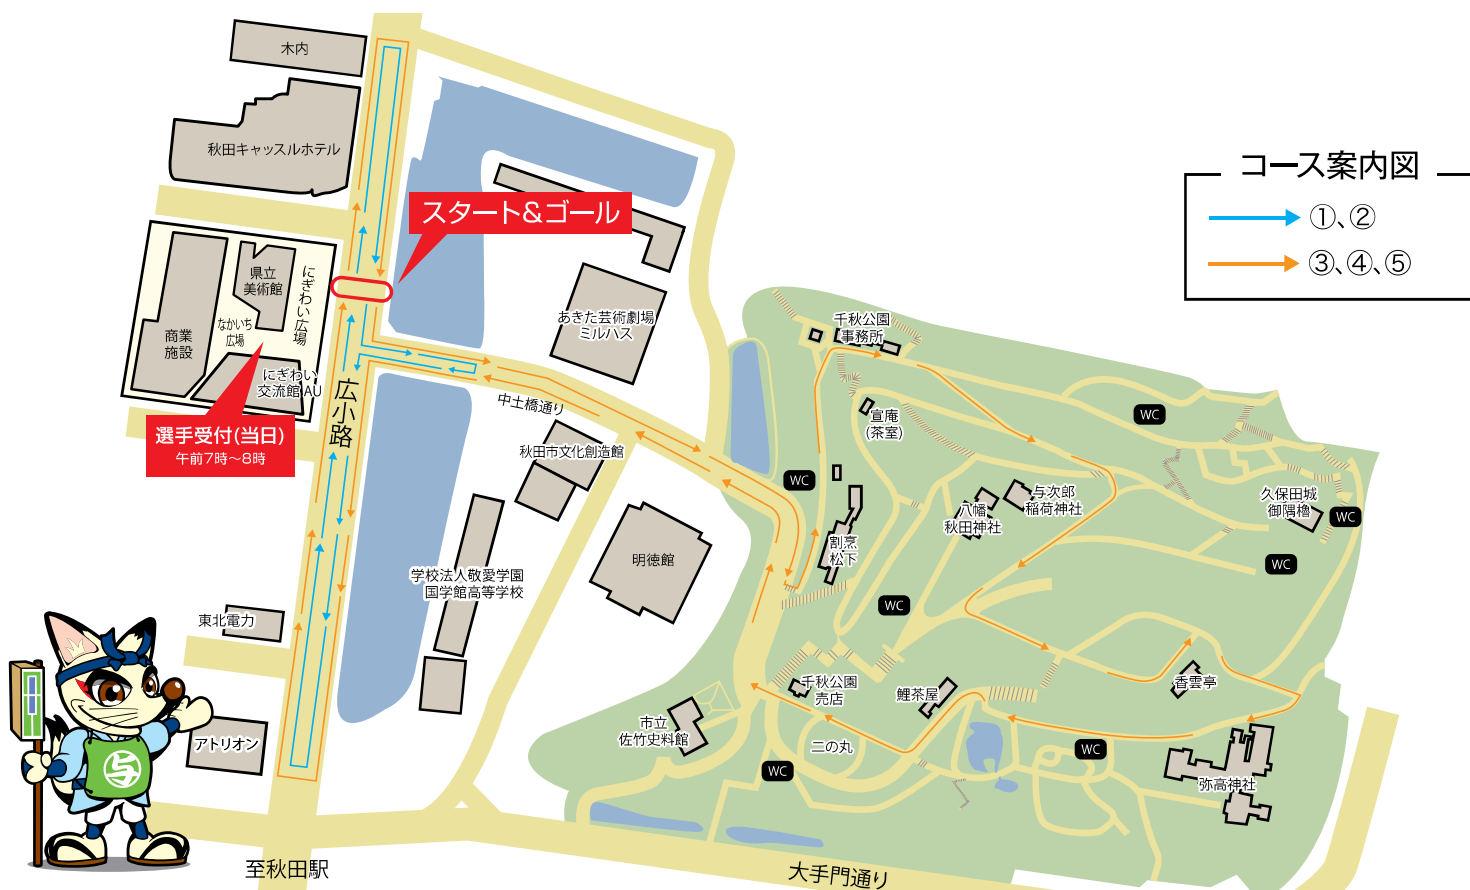 木内
秋田キャッスルホテル
コース案内図
①、②
③、④、⑤
スタート&ゴール
県立
美術館
にぎわい広場
なかいち
広場
商業
施設
にぎわい
交流館 AU
選手受付(当日)
午前7時～8時
広小路
あきた芸術劇場
ミルハス
千秋公園
事務所
中土橋通り
宣庵
(茶室)
WC
秋田市文化創造館
WC
与次郎
稲荷神社
八幡
秋田神社
久保田城
御隅櫓
WC
割烹
松下
明徳館
WC
学校法人敬愛学園
国学館高等学校
WC
東北電力
千秋公園
売店
鯉茶屋
香雲亭
市立
佐竹史料館
アトリオン
二の丸
WC
WC
弥高神社
与
至秋田駅
大手門通り